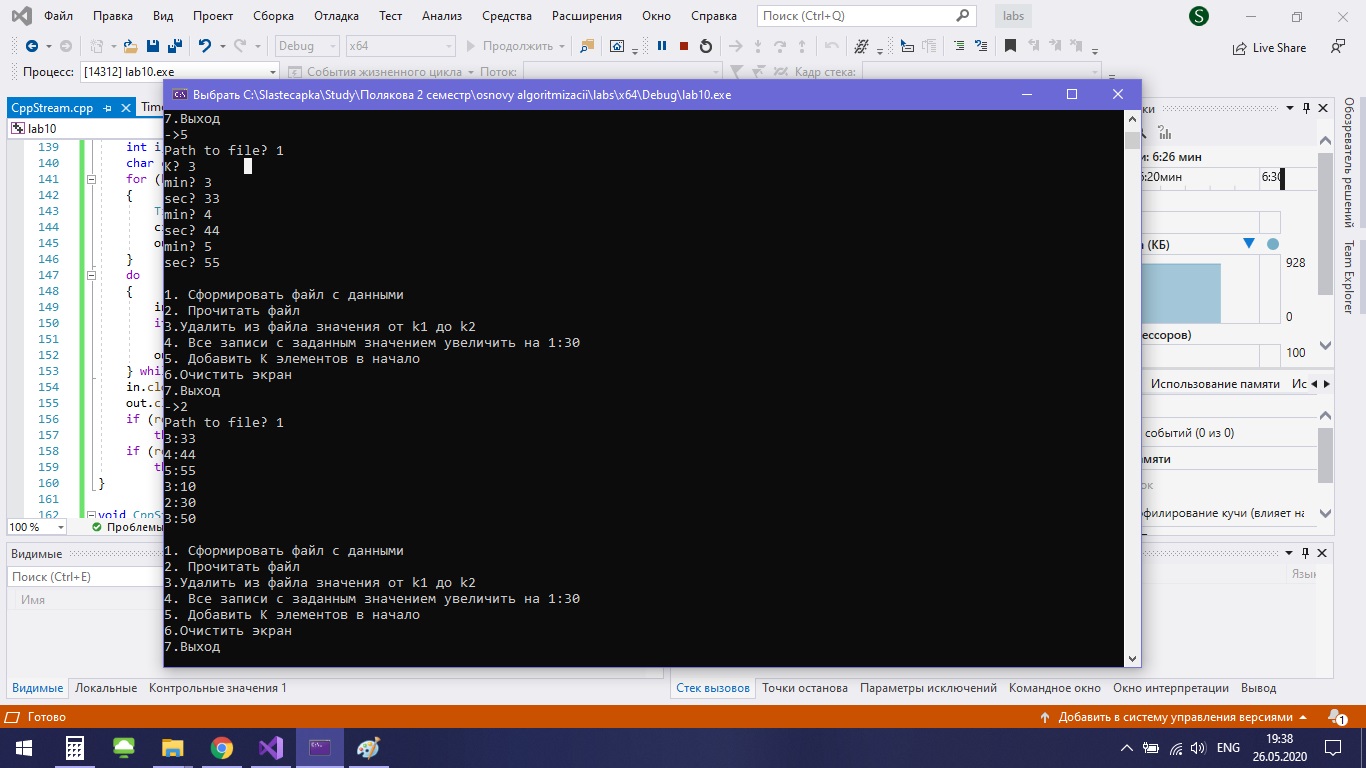 Файл Правка Вид Проект Сборка Отладка Тест Анализ Средства Расширения Окно Справка Поиск (Ctrl+Q) labs S
Debug x64 Продолжить Live Share
Процесс: [14312] lab10.exe События жизненного цикла Поток: Кадр стека:
Выбрать C:\Slastecapka\Study\Полякова 2 семестр\osnovy algoritmizacii\labs\x64\Debug\lab10.exe
CppStream.cpp
lab10
139 int i
140 char
141 for (
142 {
143
144
145
146 }
147 do
148 {
149
150
151
152
153 } whi
154 in.clo
155 out.c
156 if (r
157 th
158 if (r
159 th
160 }
161
162 void CppS
100 % Проблемы
7.Выход
->5
Path to file? 1
K? 3
min? 3
sec? 33
min? 4
sec? 44
min? 5
sec? 55
1. Сформировать файл с данными
2. Прочитать файл
3.Удалить из файла значения от k1 до k2
4. Все записи с заданным значением увеличить на 1:30
5. Добавить K элементов в начало
6.Очистить экран
7.Выход
->2
Path to file? 1
3:33
4:44
5:55
3:10
2:30
3:50
1. Сформировать файл с данными
2. Прочитать файл
3.Удалить из файла значения от k1 до k2
4. Все записи с заданным значением увеличить на 1:30
5. Добавить K элементов в начало
6.Очистить экран
7.Выход
ки
и: 6:26 мин
6:20мин 6:30
а (КБ)
928
0
ессоров)
100
Использование памяти Ис
событий (0 из 0)
амяти
ок
офилирование кучи (влияет на
Обозреватель решений
Team Explorer
Видимые
Поиск (Ctrl+E)
Имя
Язык
Видимые Локальные Контрольные значения 1
Стек вызовов Точки останова Параметры исключений Командное окно Окно интерпретации Вывод
Готово Добавить в систему управления версиями 1
ENG 19:38
26.05.2020